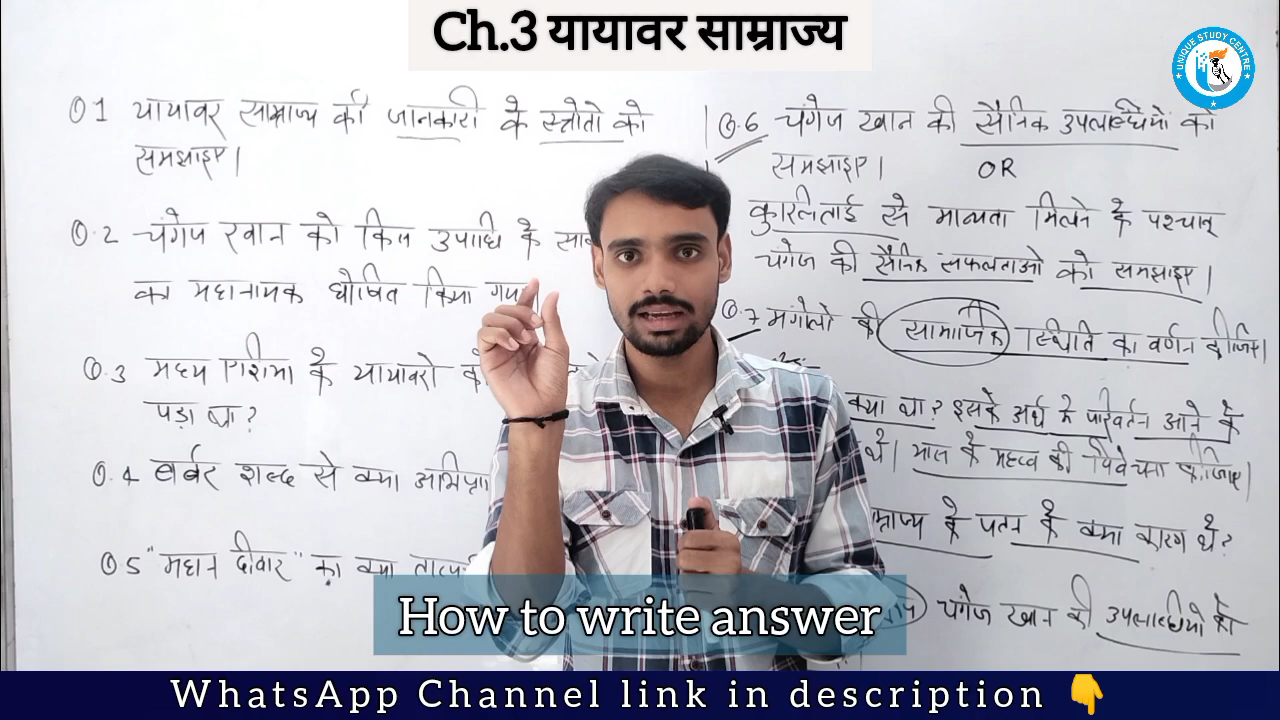 Ch.3 यायावर साम्राज्य
UNIQUE STUDY CENTRE
Q 1 यायावर साम्राज्य की जानकारी के स्त्रोतो को
समझाइए।
Q.2 चंगेज खान को किस उपाधि के
का महानायक घोषित किया गया
Q.3 मध्य एशिया के यायावरो
पड़ा था?
Q.4 बर्बर शब्द से क्या
Q 5 "महान दीवार" का क्या
Q.6 चंगेज खान की सैनिक उपलब्धियों को
समझाइए। OR
कुरिलताई से मान्यता मिलने के पश्चात्
चंगेज की सैनिक सफलताओ को समझाइए।
Q.7 मंगोलो की सामाजिक स्थिति का वर्णन कीजिए।
क्या था? इसके अर्थ मे परिवर्तन आने के
थे। यास के महत्व की विवेचना कीजिए।
के पतन के क्या कारण थे?
चंगेज खान की उपलब्धियो को
How to write answer
WhatsApp Channel link in description 👇